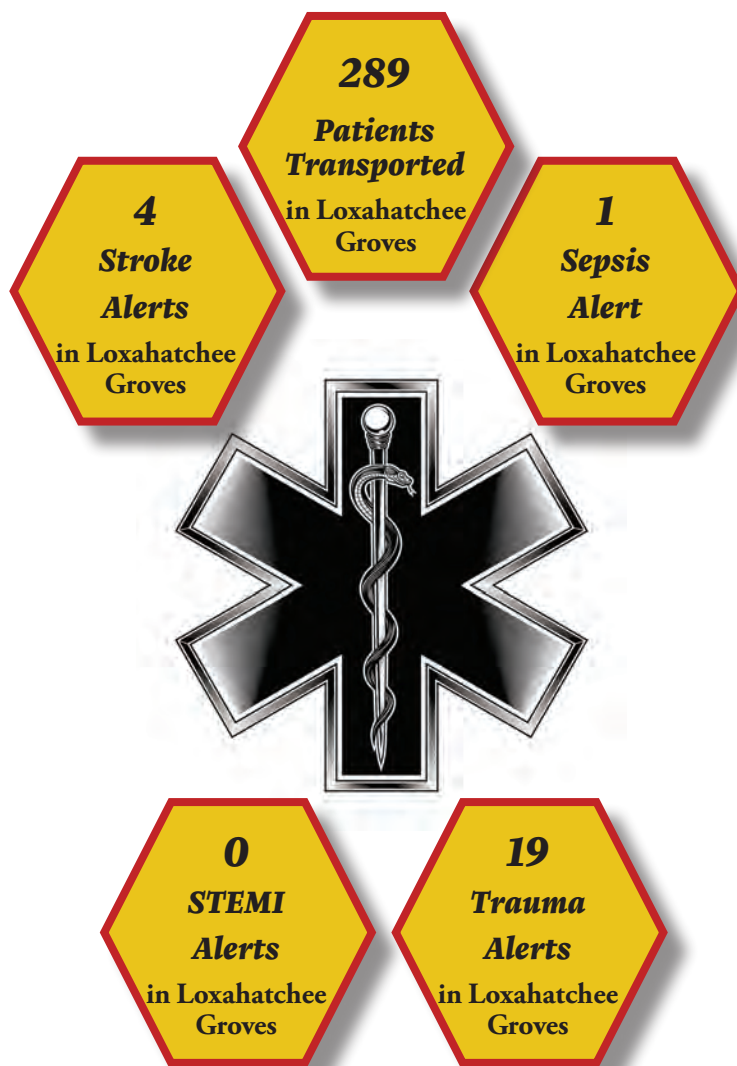 289
Patients
Transported
in Loxahatchee
Groves
4
Stroke
Alerts
in Loxahatchee
Groves
1
Sepsis
Alert
in Loxahatchee
Groves
0
STEMI
Alerts
in Loxahatchee
Groves
19
Trauma
Alerts
in Loxahatchee
Groves